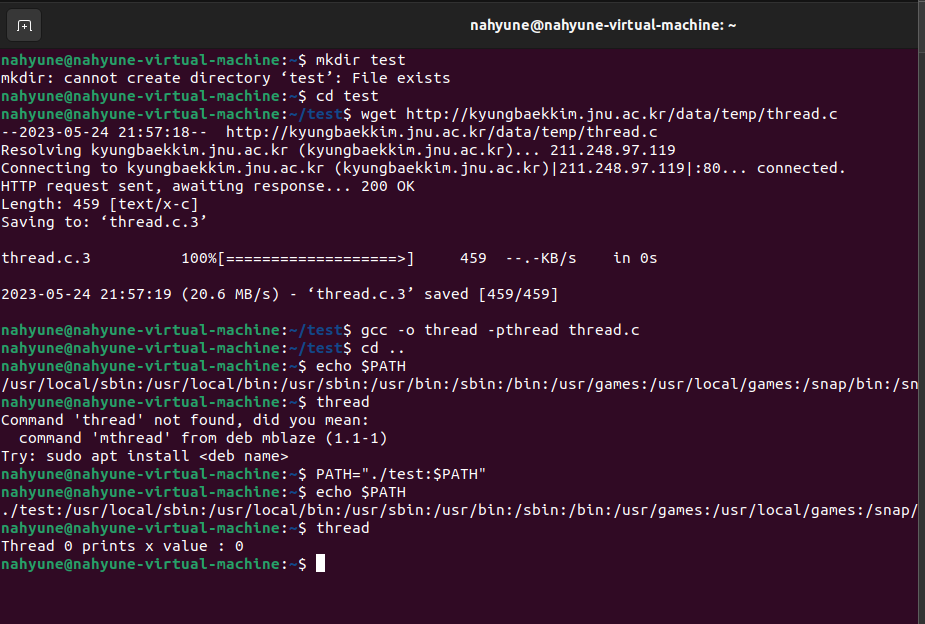 nahyune@nahyune-virtual-machine: ~
nahyune@nahyune-virtual-machine:~$ mkdir test
mkdir: cannot create directory ‘test’: File exists
nahyune@nahyune-virtual-machine:~$ cd test
nahyune@nahyune-virtual-machine:~/test$ wget http://kyungbaekkim.jnu.ac.kr/data/temp/thread.c
--2023-05-24 21:57:18--  http://kyungbaekkim.jnu.ac.kr/data/temp/thread.c
Resolving kyungbaekkim.jnu.ac.kr (kyungbaekkim.jnu.ac.kr)... 211.248.97.119
Connecting to kyungbaekkim.jnu.ac.kr (kyungbaekkim.jnu.ac.kr)|211.248.97.119|:80... connected.
HTTP request sent, awaiting response... 200 OK
Length: 459 [text/x-c]
Saving to: ‘thread.c.3’
thread.c.3          100%[===================>]     459  --.-KB/s    in 0s
2023-05-24 21:57:19 (20.6 MB/s) - ‘thread.c.3’ saved [459/459]
nahyune@nahyune-virtual-machine:~/test$ gcc -o thread -pthread thread.c
nahyune@nahyune-virtual-machine:~/test$ cd ..
nahyune@nahyune-virtual-machine:~$ echo $PATH
/usr/local/sbin:/usr/local/bin:/usr/sbin:/usr/bin:/sbin:/bin:/usr/games:/usr/local/games:/snap/bin:/sn
nahyune@nahyune-virtual-machine:~$ thread
Command 'thread' not found, did you mean:
  command 'mthread' from deb mblaze (1.1-1)
Try: sudo apt install <deb name>
nahyune@nahyune-virtual-machine:~$ PATH="./test:$PATH"
nahyune@nahyune-virtual-machine:~$ echo $PATH
./test:/usr/local/sbin:/usr/local/bin:/usr/sbin:/usr/bin:/sbin:/bin:/usr/games:/usr/local/games:/snap/
nahyune@nahyune-virtual-machine:~$ thread
Thread 0 prints x value : 0
nahyune@nahyune-virtual-machine:~$